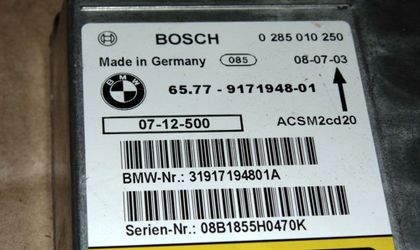 BOSCH 0 285 010 250
Made in Germany 085 08-07-03
BMW 65.77 - 9171948-01
07-12-500 ACSM2cd20
BMW-Nr.: 31917194801A
Serien-Nr.: 08B1855H0470K